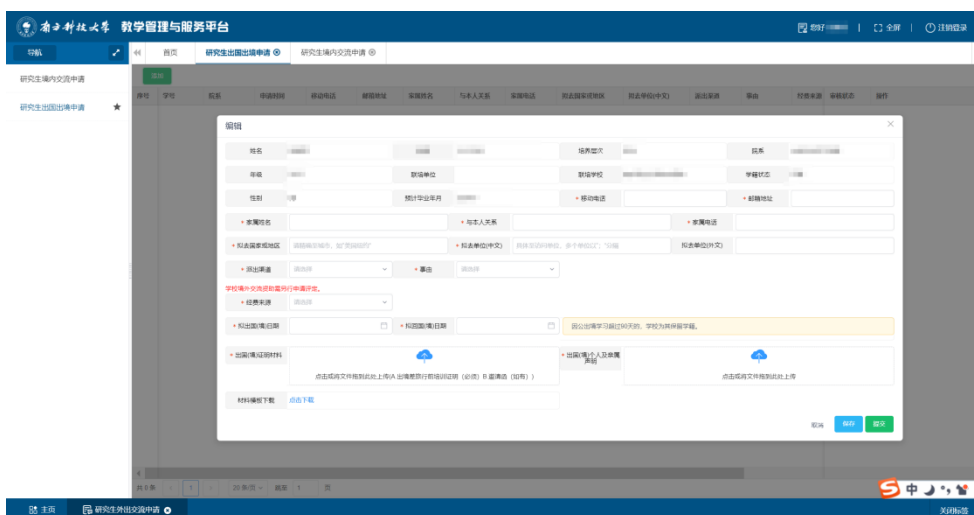 南方科技大学 教学管理与服务平台
您好 | 全屏 | 注销登录
导航 首页 研究生出国出境申请 研究生境内交流申请
研究生境内交流申请
研究生出国出境申请
添加
序号 学号 院系 申请时间 移动电话 邮箱地址 家属姓名 与本人关系 家属电话 拟去国家或地区 拟去单位(中文) 派出渠道 事由 经费来源 审核状态 操作
编辑
姓名 培养层次 院系
年级 联培单位 联培学校 学籍状态
性别 预计毕业年月 * 移动电话 * 邮箱地址
* 家属姓名 * 与本人关系 * 家属电话
* 拟去国家或地区 * 拟去单位(中文) 拟去单位(外文)
* 派出渠道 请选择 * 事由 请选择
学校境外交流资助需另行申请评定。
* 经费来源 请选择
* 拟出国(境)日期 * 拟回国(境)日期 因公出境学习超过90天的，学校为其保留学籍。
* 出国(境)证明材料 * 出国(境)个人及亲属声明
点击或将文件拖到此处上传(A 出境思旅行前培训证明（必须）B 邀请函（如有）) 点击或将文件拖到此处上传
材料模板下载 点击下载
取消 保存 提交
共 0 条 1 20 条/页 跳至 1 页
中
主页 研究生外出交流申请 关闭标签